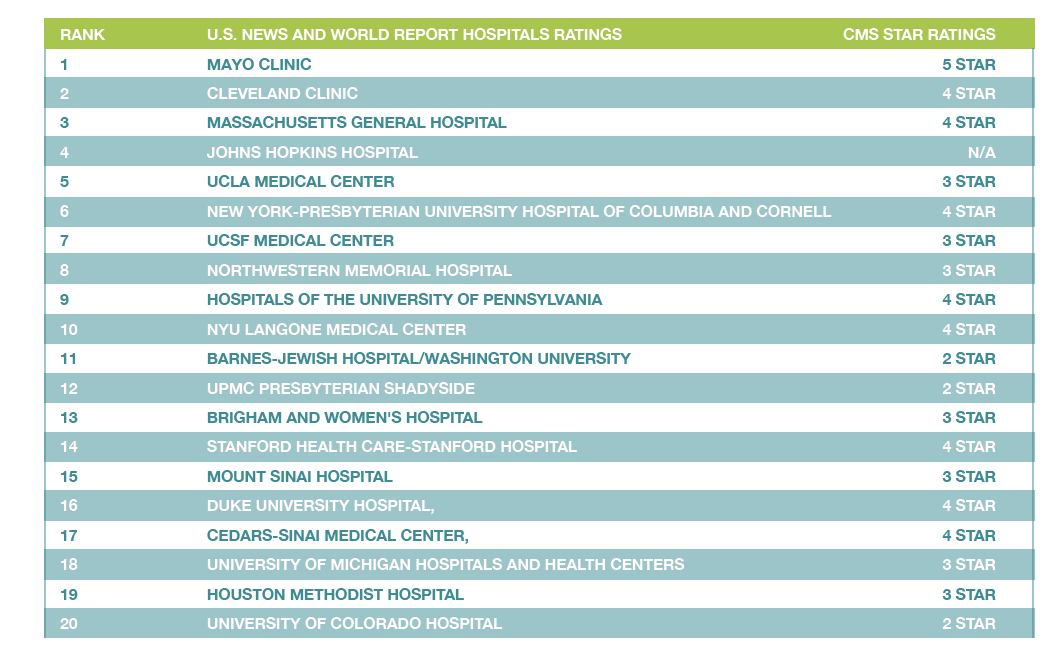 RANK U.S. NEWS AND WORLD REPORT HOSPITALS RATINGS CMS STAR RATINGS
1 MAYO CLINIC 5 STAR
2 CLEVELAND CLINIC 4 STAR
3 MASSACHUSETTS GENERAL HOSPITAL 4 STAR
4 JOHNS HOPKINS HOSPITAL N/A
5 UCLA MEDICAL CENTER 3 STAR
6 NEW YORK-PRESBYTERIAN UNIVERSITY HOSPITAL OF COLUMBIA AND CORNELL 4 STAR
7 UCSF MEDICAL CENTER 3 STAR
8 NORTHWESTERN MEMORIAL HOSPITAL 3 STAR
9 HOSPITALS OF THE UNIVERSITY OF PENNSYLVANIA 4 STAR
10 NYU LANGONE MEDICAL CENTER 4 STAR
11 BARNES-JEWISH HOSPITAL/WASHINGTON UNIVERSITY 2 STAR
12 UPMC PRESBYTERIAN SHADYSIDE 2 STAR
13 BRIGHAM AND WOMEN'S HOSPITAL 3 STAR
14 STANFORD HEALTH CARE-STANFORD HOSPITAL 4 STAR
15 MOUNT SINAI HOSPITAL 3 STAR
16 DUKE UNIVERSITY HOSPITAL, 4 STAR
17 CEDARS-SINAI MEDICAL CENTER, 4 STAR
18 UNIVERSITY OF MICHIGAN HOSPITALS AND HEALTH CENTERS 3 STAR
19 HOUSTON METHODIST HOSPITAL 3 STAR
20 UNIVERSITY OF COLORADO HOSPITAL 2 STAR